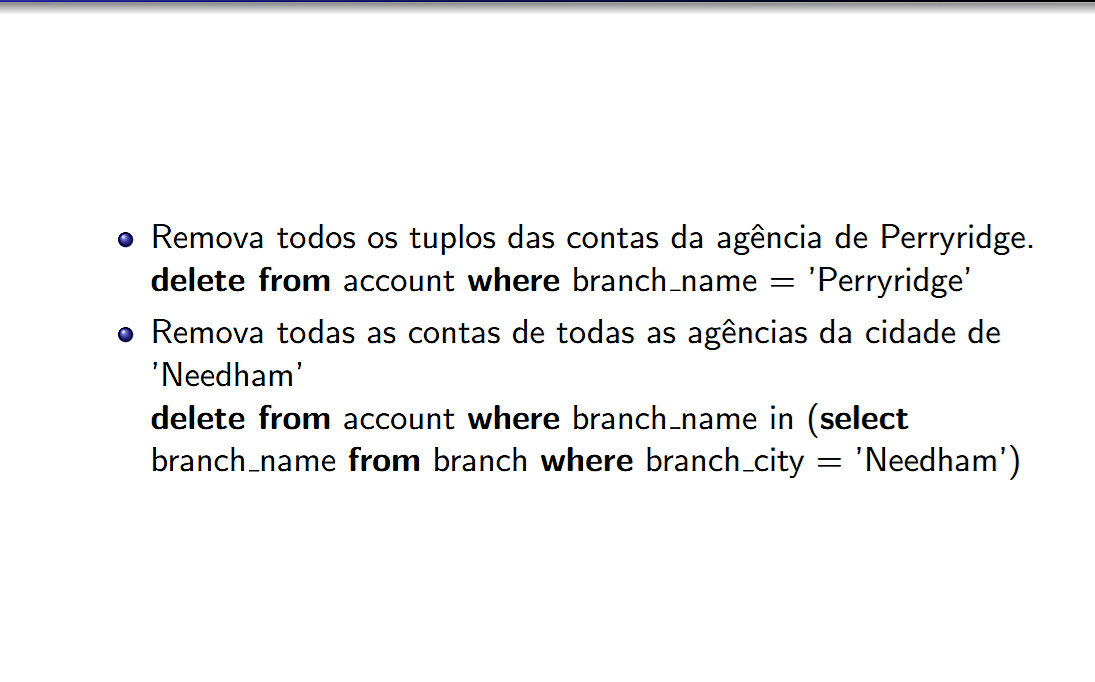 Remova todos os tuplos das contas da agência de Perryridge.
delete from account where branch_name = 'Perryridge'
Remova todas as contas de todas as agências da cidade de
'Needham'
delete from account where branch_name in (select
branch_name from branch where branch_city = 'Needham')